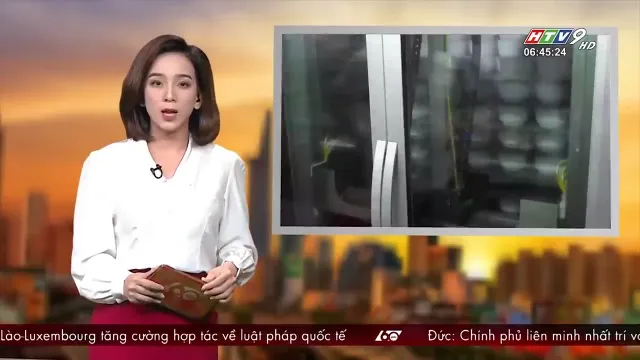 HTV9 HD
06:45:24
Lào-Luxembourg tăng cường hợp tác về luật pháp quốc tế
Đức: Chính phủ liên minh nhất trí v